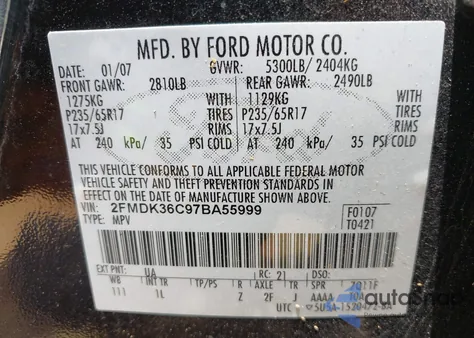 MFD. BY FORD MOTOR CO.
DATE: 01/07 GVWR: 5300LB/ 2404KG
FRONT GAWR: 2810LB REAR GAWR: 2490LB
1275KG WITH 1129KG WITH
P235/65R17 TIRES P235/65R17 TIRES
17x7.5J RIMS 17x7.5J RIMS
AT 240 kPa/ 35 PSI COLD AT 240 kPa/ 35 PSI COLD
THIS VEHICLE CONFORMS TO ALL APPLICABLE FEDERAL MOTOR
VEHICLE SAFETY AND THEFT PREVENTION STANDARDS IN
EFFECT ON THE DATE OF MANUFACTURE SHOWN ABOVE.
VIN: 2FMDK36C97BA55999
TYPE: MPV
F0107
T0421
EXT PNT: UA RC: 21 DSO:
WB INT TR TP/PS R AXLE TR SPR
111 1L Z 2F J AAAA
UTC
AutoSnap